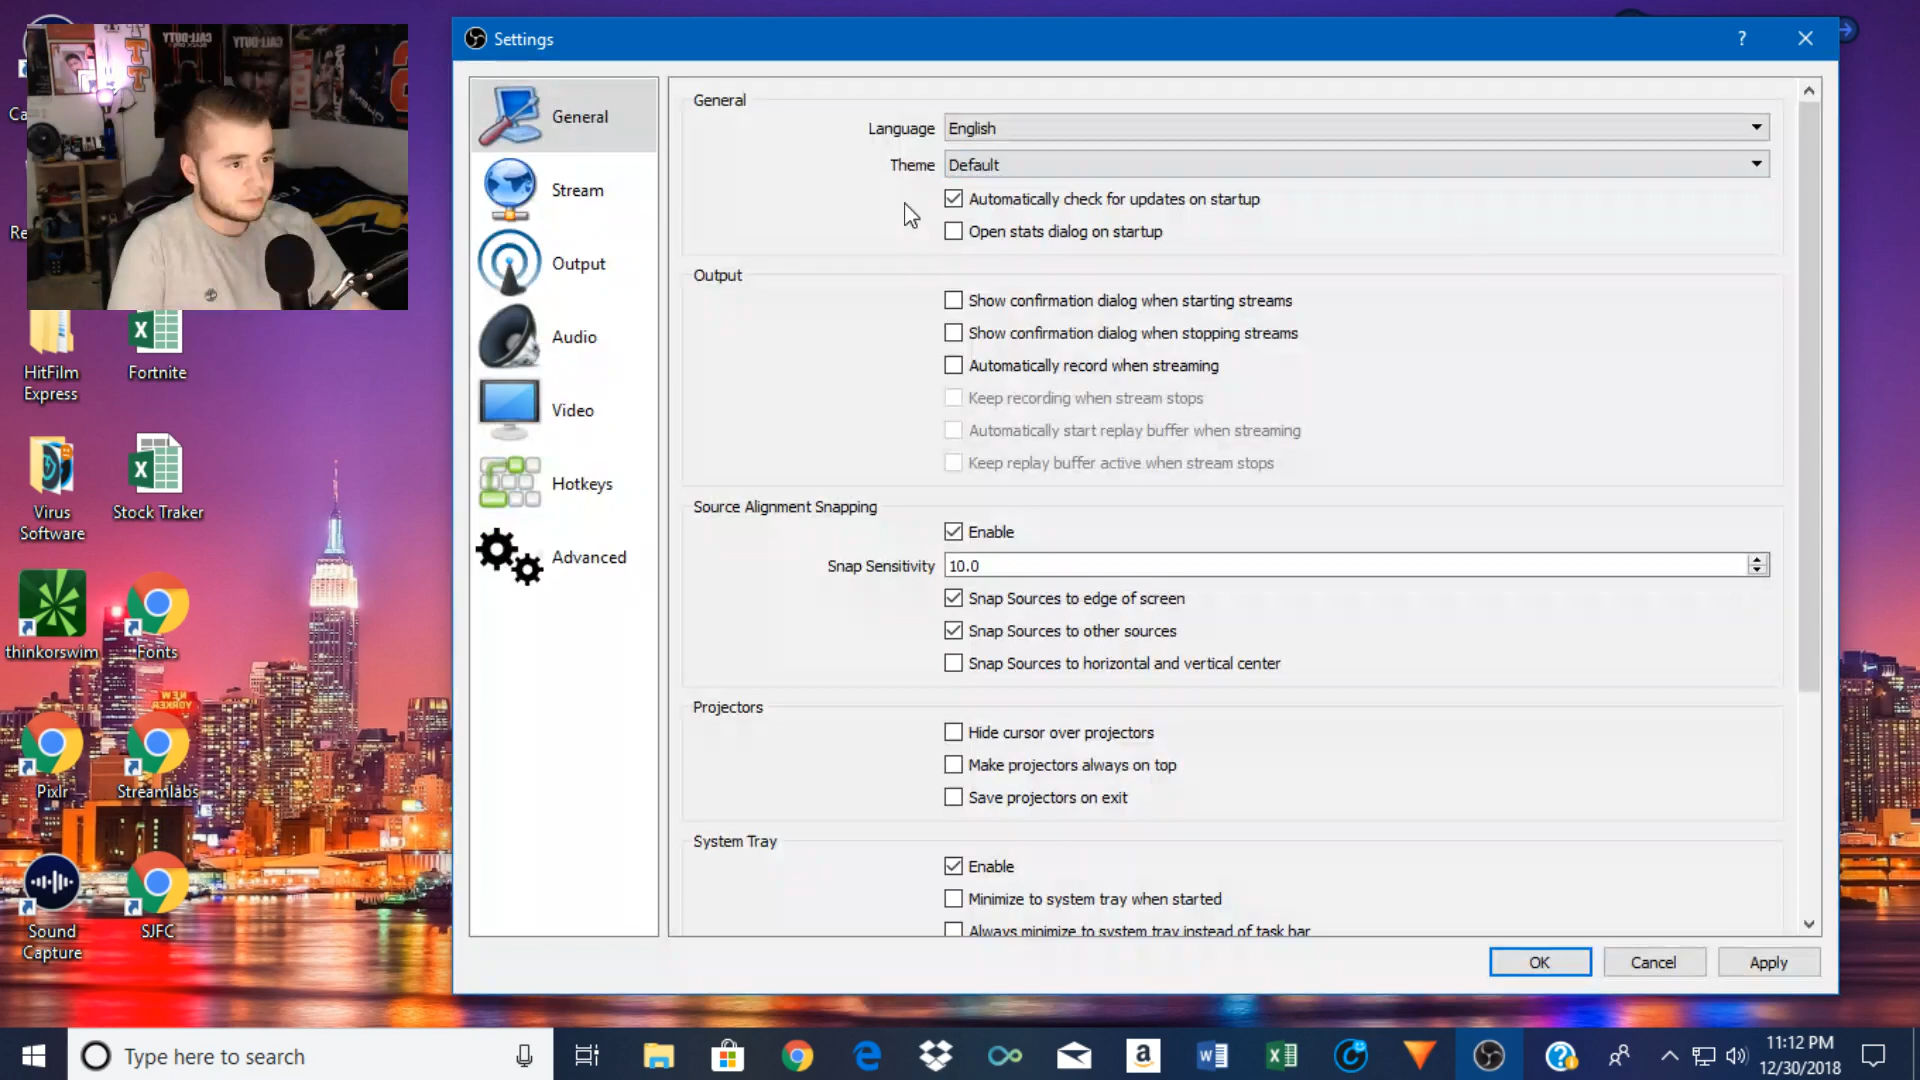 Settings
?
General
Stream
Output
Audio
Video
Hotkeys
Advanced
General
Language English
Theme Default
Automatically check for updates on startup
Open stats dialog on startup
Output
Show confirmation dialog when starting streams
Show confirmation dialog when stopping streams
Automatically record when streaming
Keep recording when stream stops
Automatically start replay buffer when streaming
Keep replay buffer active when stream stops
Source Alignment Snapping
Enable
Snap Sensitivity 10.0
Snap Sources to edge of screen
Snap Sources to other sources
Snap Sources to horizontal and vertical center
Projectors
Hide cursor over projectors
Make projectors always on top
Save projectors on exit
System Tray
Enable
Minimize to system tray when started
Always minimize to system tray instead of task bar
OK Cancel Apply
CALL-DUTY
HitFilm
Express
Fortnite
Virus
Software
Stock Traker
thinkorswim
Fonts
NEW
YORKER
Pixlr
Streamlabs
Sound
Capture
SJFC
Type here to search
11:12 PM
12/30/2018